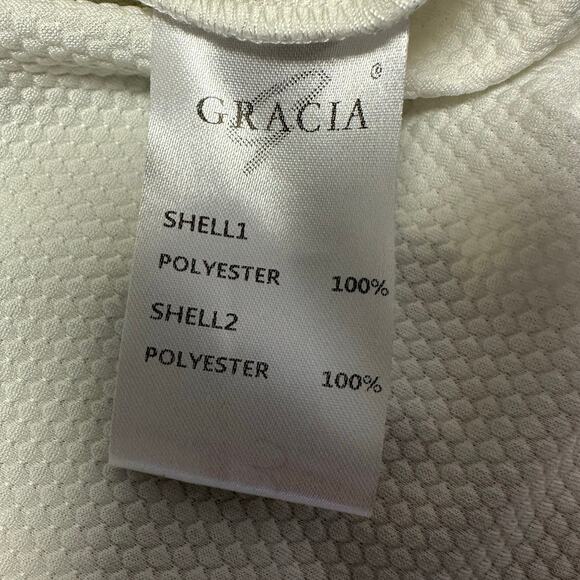 GRACIA ®
SHELL1
POLYESTER 100%
SHELL2
POLYESTER 100%